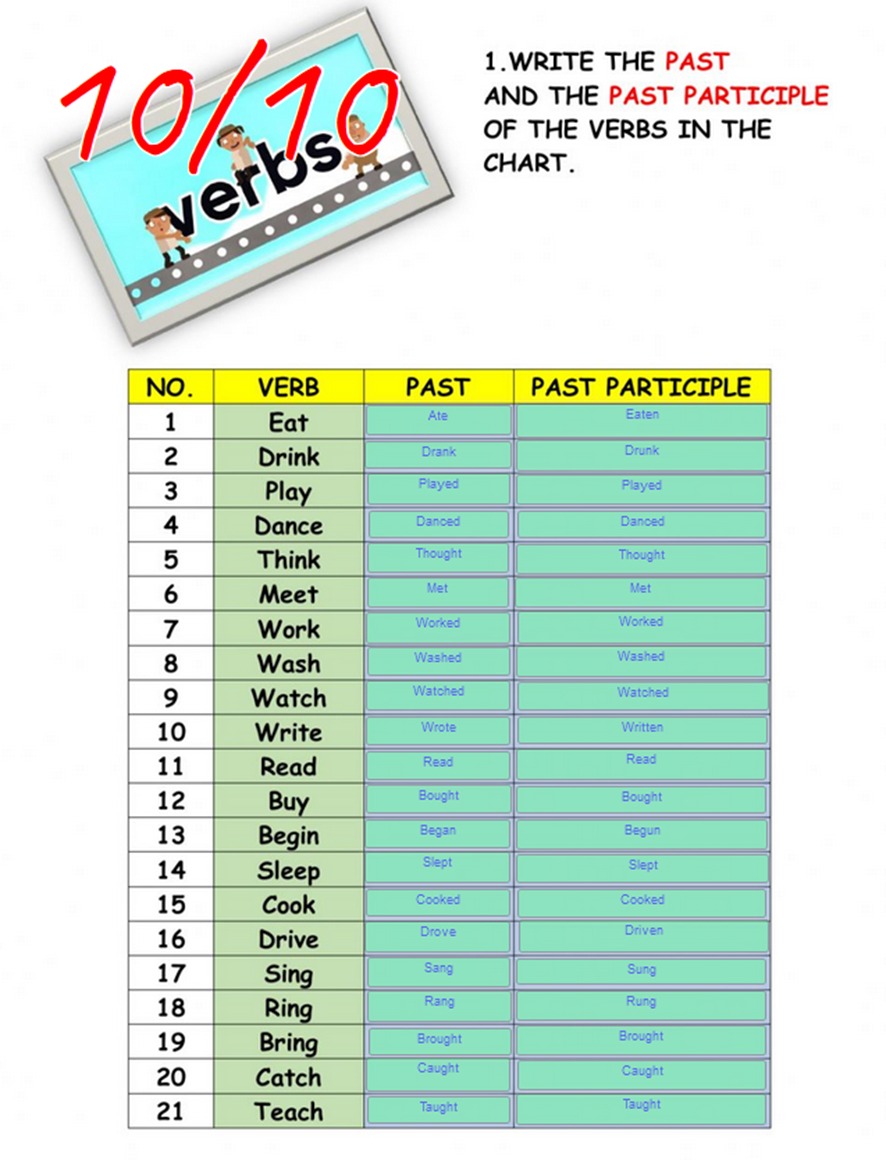 10/10
verbs
1.WRITE THE PAST
AND THE PAST PARTICIPLE
OF THE VERBS IN THE
CHART.
NO. VERB PAST PAST PARTICIPLE
1 Eat Ate Eaten
2 Drink Drank Drunk
3 Play Played Played
4 Dance Danced Danced
5 Think Thought Thought
6 Meet Met Met
7 Work Worked Worked
8 Wash Washed Washed
9 Watch Watched Watched
10 Write Wrote Written
11 Read Read Read
12 Buy Bought Bought
13 Begin Began Begun
14 Sleep Slept Slept
15 Cook Cooked Cooked
16 Drive Drove Driven
17 Sing Sang Sung
18 Ring Rang Rung
19 Bring Brought Brought
20 Catch Caught Caught
21 Teach Taught Taught